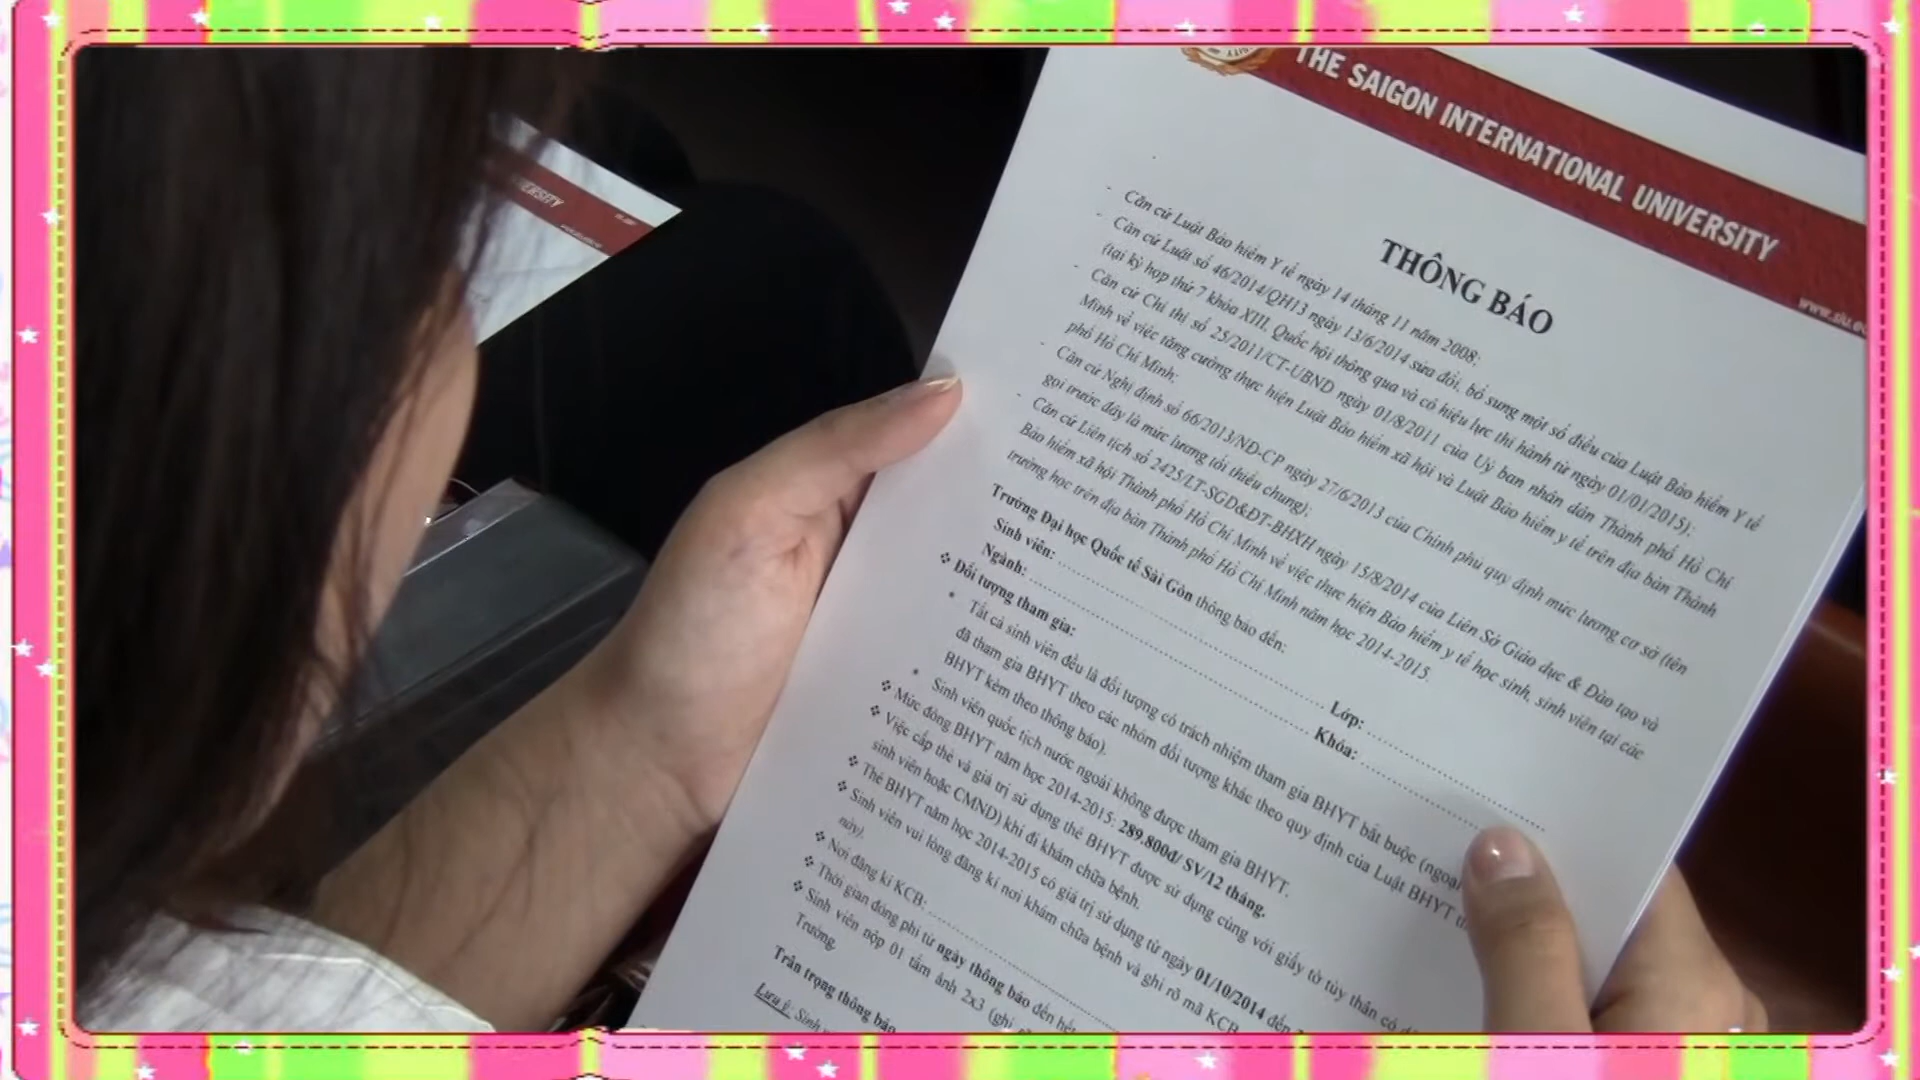 THE SAIGON INTERNATIONAL UNIVERSITY
THÔNG BÁO
- Căn cứ Luật Bảo hiểm Y tế ngày 14 tháng 11 năm 2008;
- Căn cứ Luật số 46/2014/QH13 ngày 13/6/2014 sửa đổi, bổ sung một số điều của Luật Bảo hiểm Y tế
(tại kỳ họp thứ 7 khóa XIII, Quốc hội thông qua và có hiệu lực thi hành từ ngày 01/01/2015);
- Căn cứ Chỉ thị số 25/2011/CT-UBND ngày 01/8/2011 của Uỷ ban nhân dân Thành phố Hồ Chí
Minh về việc tăng cường thực hiện Luật Bảo hiểm xã hội và Luật Bảo hiểm y tế trên địa bàn Thành
phố Hồ Chí Minh;
- Căn cứ Nghị định số 66/2013/NĐ-CP ngày 27/6/2013 của Chính phủ quy định mức lương cơ sở (tên
gọi trước đây là mức lương tối thiểu chung);
- Căn cứ Liên tịch số 2425/LT-SGD&ĐT-BHXH ngày 15/8/2014 của Liên Sở Giáo dục & Đào tạo và
Bảo hiểm xã hội Thành phố Hồ Chí Minh về việc thực hiện Bảo hiểm y tế học sinh, sinh viên tại các
trường học trên địa bàn Thành phố Hồ Chí Minh năm học 2014-2015.
Trường Đại học Quốc tế Sài Gòn thông báo đến:
Sinh viên: Lớp:
Ngành: Khóa:
❖ Đối tượng tham gia:
* Tất cả sinh viên đều là đối tượng có trách nhiệm tham gia BHYT bắt buộc (ngoại
đã tham gia BHYT theo các nhóm đối tượng khác theo quy định của Luật BHYT
BHYT kèm theo thông báo).
* Sinh viên quốc tịch nước ngoài không được tham gia BHYT.
❖ Mức đóng BHYT năm học 2014-2015: 289.800đ/ SV/12 tháng.
❖ Việc cấp thẻ và giá trị sử dụng thẻ BHYT được sử dụng cùng với giấy tờ tùy thân có
sinh viên hoặc CMND) khi đi khám chữa bệnh.
❖ Thẻ BHYT năm học 2014-2015 có giá trị sử dụng từ ngày 01/10/2014 đến
❖ Sinh viên vui lòng đăng kí nơi khám chữa bệnh và ghi rõ mã KCB
này).
❖ Nơi đăng kí KCB:
❖ Thời gian đóng phí từ ngày thông báo đến hết
❖ Sinh viên nộp 01 tấm ảnh 2x3 (ghi
Trường.
Trân trọng thông báo
Lưu ý: Sinh
ERSITY